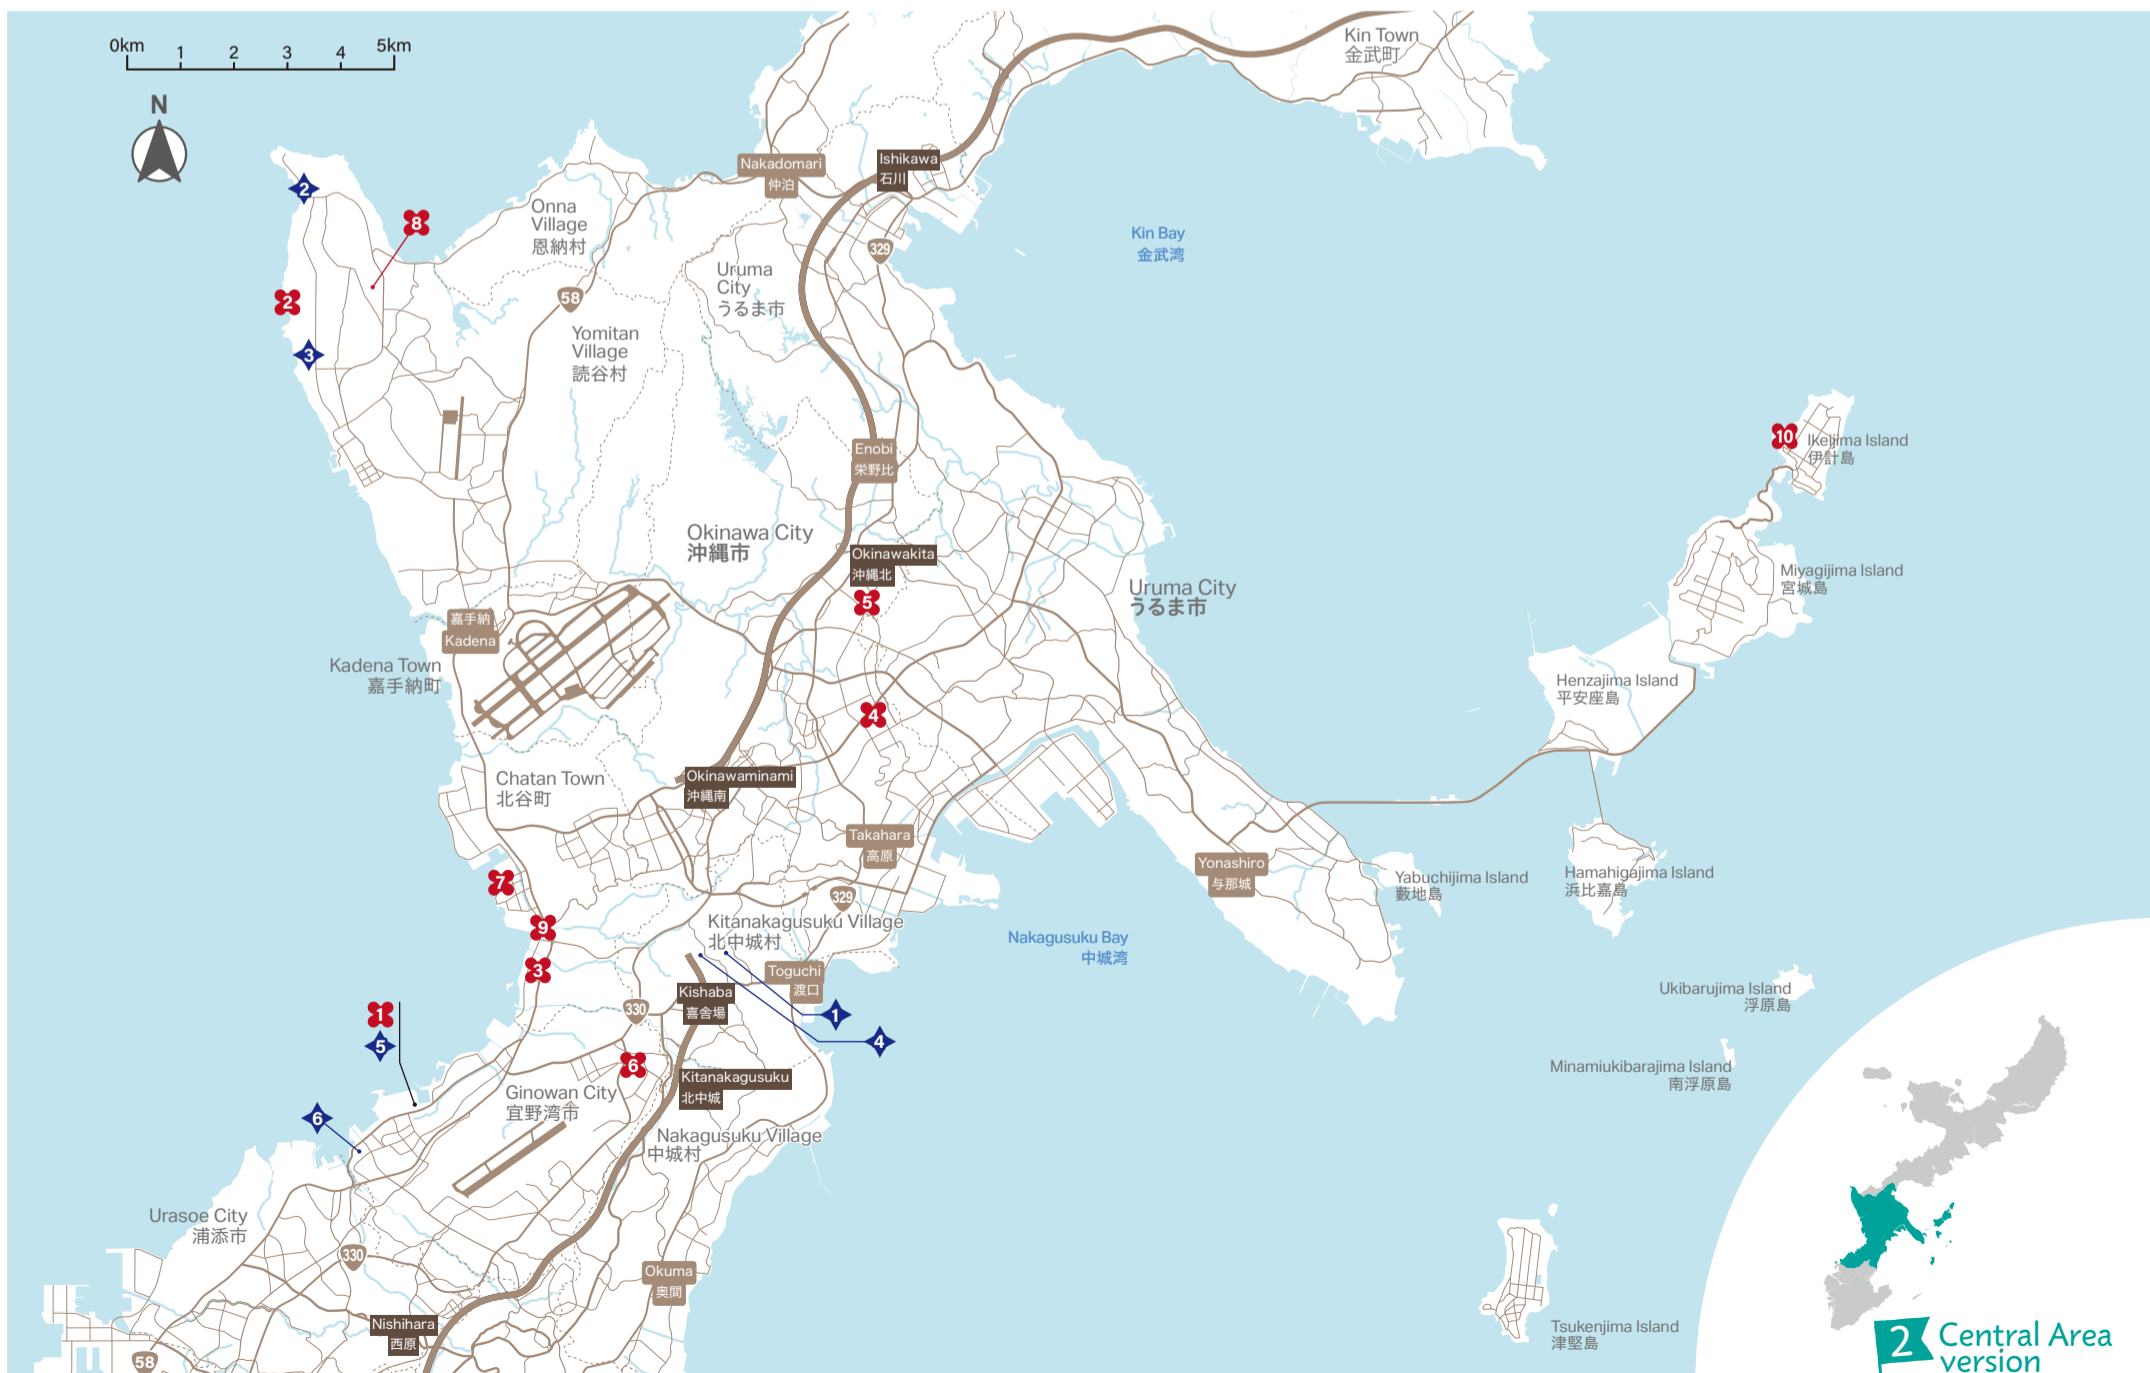 0km 1 2 3 4 5km
N
Kin Town
金武町
Nakadomari
仲泊
Ishikawa
石川
2
8
Onna
Village
恩納村
329
Kin Bay
金武湾
Uruma
City
うるま市
58
2
Yomitan
Village
読谷村
3
Enobi
栄野比
10
Ikeijima Island
伊計島
Okinawa City
沖縄市
Okinawakita
沖縄北
5
Uruma City
うるま市
Miyagijima Island
宮城島
嘉手納
Kadena
Kadena Town
嘉手納町
Henzajima Island
平安座島
4
Chatan Town
北谷町
Okinawaminami
沖縄南
Takahara
高原
Yonashiro
与那城
Yabuchijima Island
藪地島
Hamahigajima Island
浜比嘉島
7
329
9
Kitanakagusuku Village
北中城村
Nakagusuku Bay
中城湾
3
Toguchi
渡口
Kishaba
喜舎場
330
1
4
Ukibarujima Island
浮原島
1
5
6
Minamiukibarajima Island
南浮原島
Kitanakagusuku
北中城
Ginowan City
宜野湾市
6
Nakagusuku Village
中城村
Urasoe City
浦添市
330
Okuma
奥間
Nishihara
西原
58
Tsukenjima Island
津堅島
2
Central Area
version